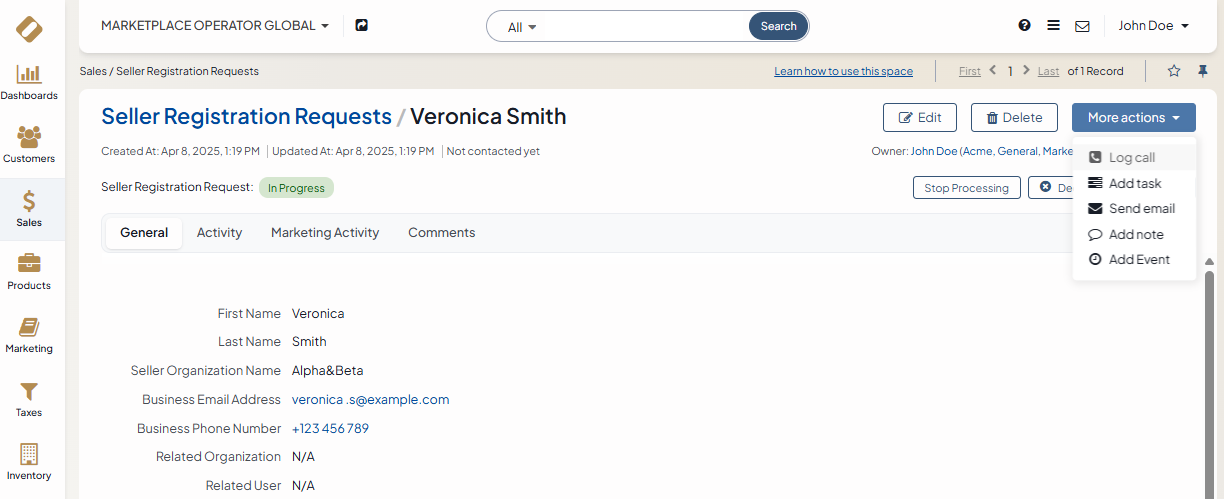 MARKETPLACE OPERATOR GLOBAL
All
Search
John Doe
Dashboards
Customers
Sales
Products
Marketing
Taxes
Inventory
Sales / Seller Registration Requests
Learn how to use this space
First 1 Last of 1 Record
Seller Registration Requests / Veronica Smith
Edit
Delete
More actions
Created At: Apr 8, 2025, 1:19 PM Updated At: Apr 8, 2025, 1:19 PM Not contacted yet
Owner: John Doe (Acme, General, Marke
Seller Registration Request: In Progress
Stop Processing
Log call
Add task
Send email
Add note
Add Event
General Activity Marketing Activity Comments
First Name Veronica
Last Name Smith
Seller Organization Name Alpha&Beta
Business Email Address veronica .s@example.com
Business Phone Number +123 456 789
Related Organization N/A
Related User N/A